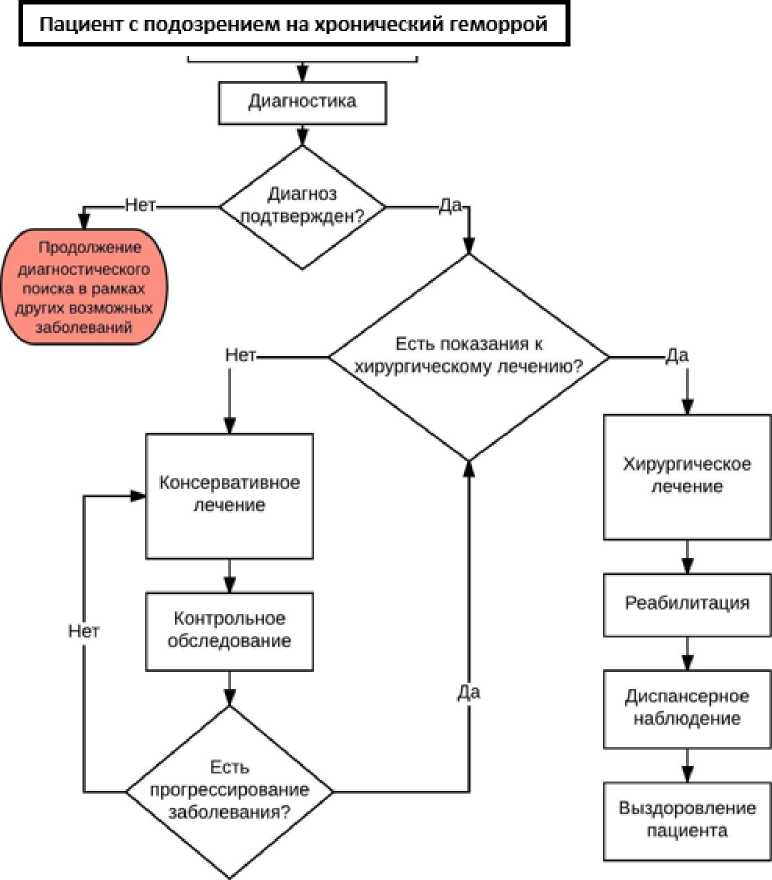 Пациент с подозрением на хронический геморрой
Диагностика
Диагноз
подтвержден?
Нет
Да
Продолжение
диагностического
поиска в рамках
других возможных
заболеваний
Есть показания к
хирургическому лечению?
Нет
Да
Консервативное
лечение
Хирургическое
лечение
Контрольное
обследование
Реабилитация
Нет
Да
Диспансерное
наблюдение
Есть
прогрессирование
заболевания?
Выздоровление
пациента